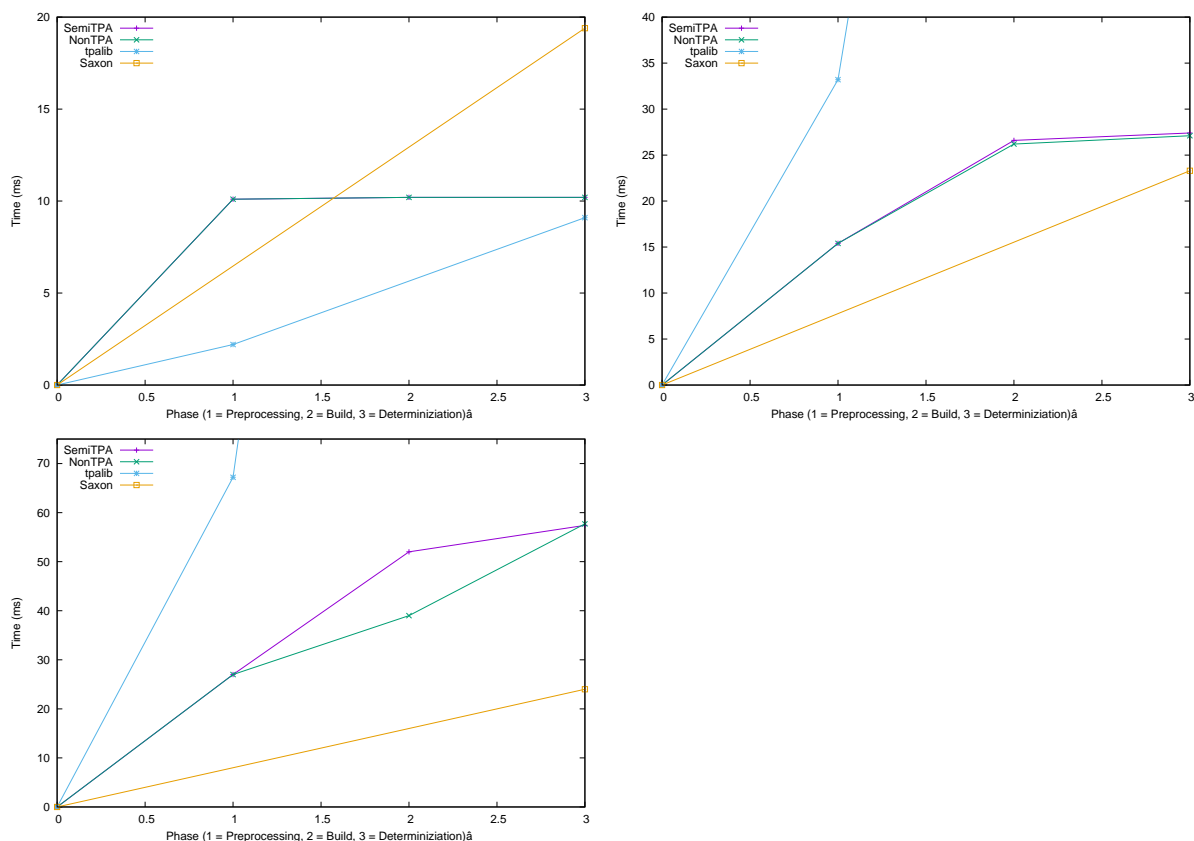 20
15
10
5
0
Time (ms)
SemiTPA
NonTPA
tpalib
Saxon
0 0.5 1 1.5 2 2.5 3
Phase (1 = Preprocessing, 2 = Build, 3 = Determiniziation)â
40
35
30
25
20
15
10
5
0
Time (ms)
SemiTPA
NonTPA
tpalib
Saxon
0 0.5 1 1.5 2 2.5 3
Phase (1 = Preprocessing, 2 = Build, 3 = Determiniziation)â
70
60
50
40
30
20
10
0
Time (ms)
SemiTPA
NonTPA
tpalib
Saxon
0 0.5 1 1.5 2 2.5 3
Phase (1 = Preprocessing, 2 = Build, 3 = Determiniziation)â